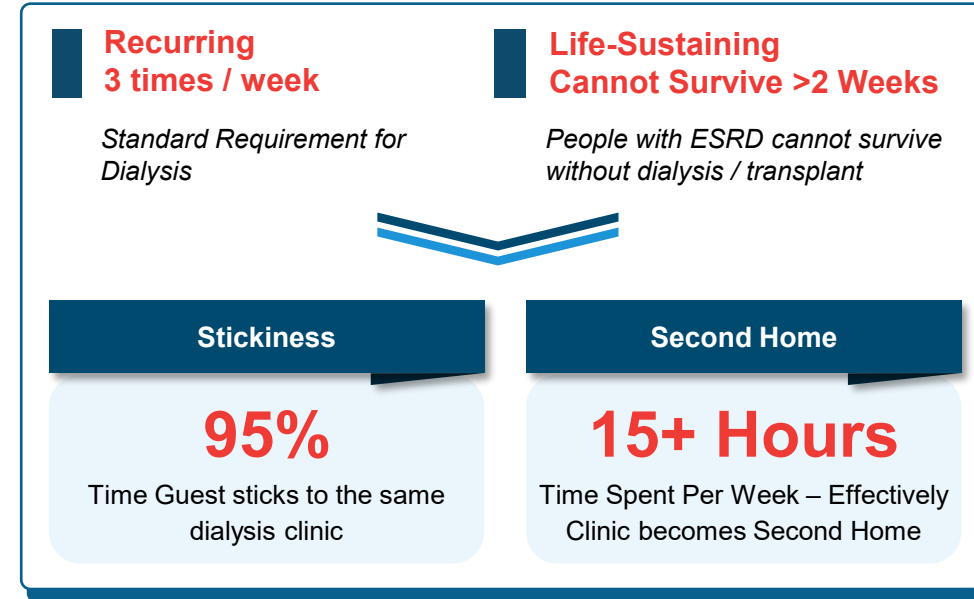 Recurring
3 times / week
Standard Requirement for
Dialysis
Life-Sustaining
Cannot Survive >2 Weeks
People with ESRD cannot survive
without dialysis / transplant
Stickiness
95%
Time Guest sticks to the same
dialysis clinic
Second Home
15+ Hours
Time Spent Per Week – Effectively
Clinic becomes Second Home